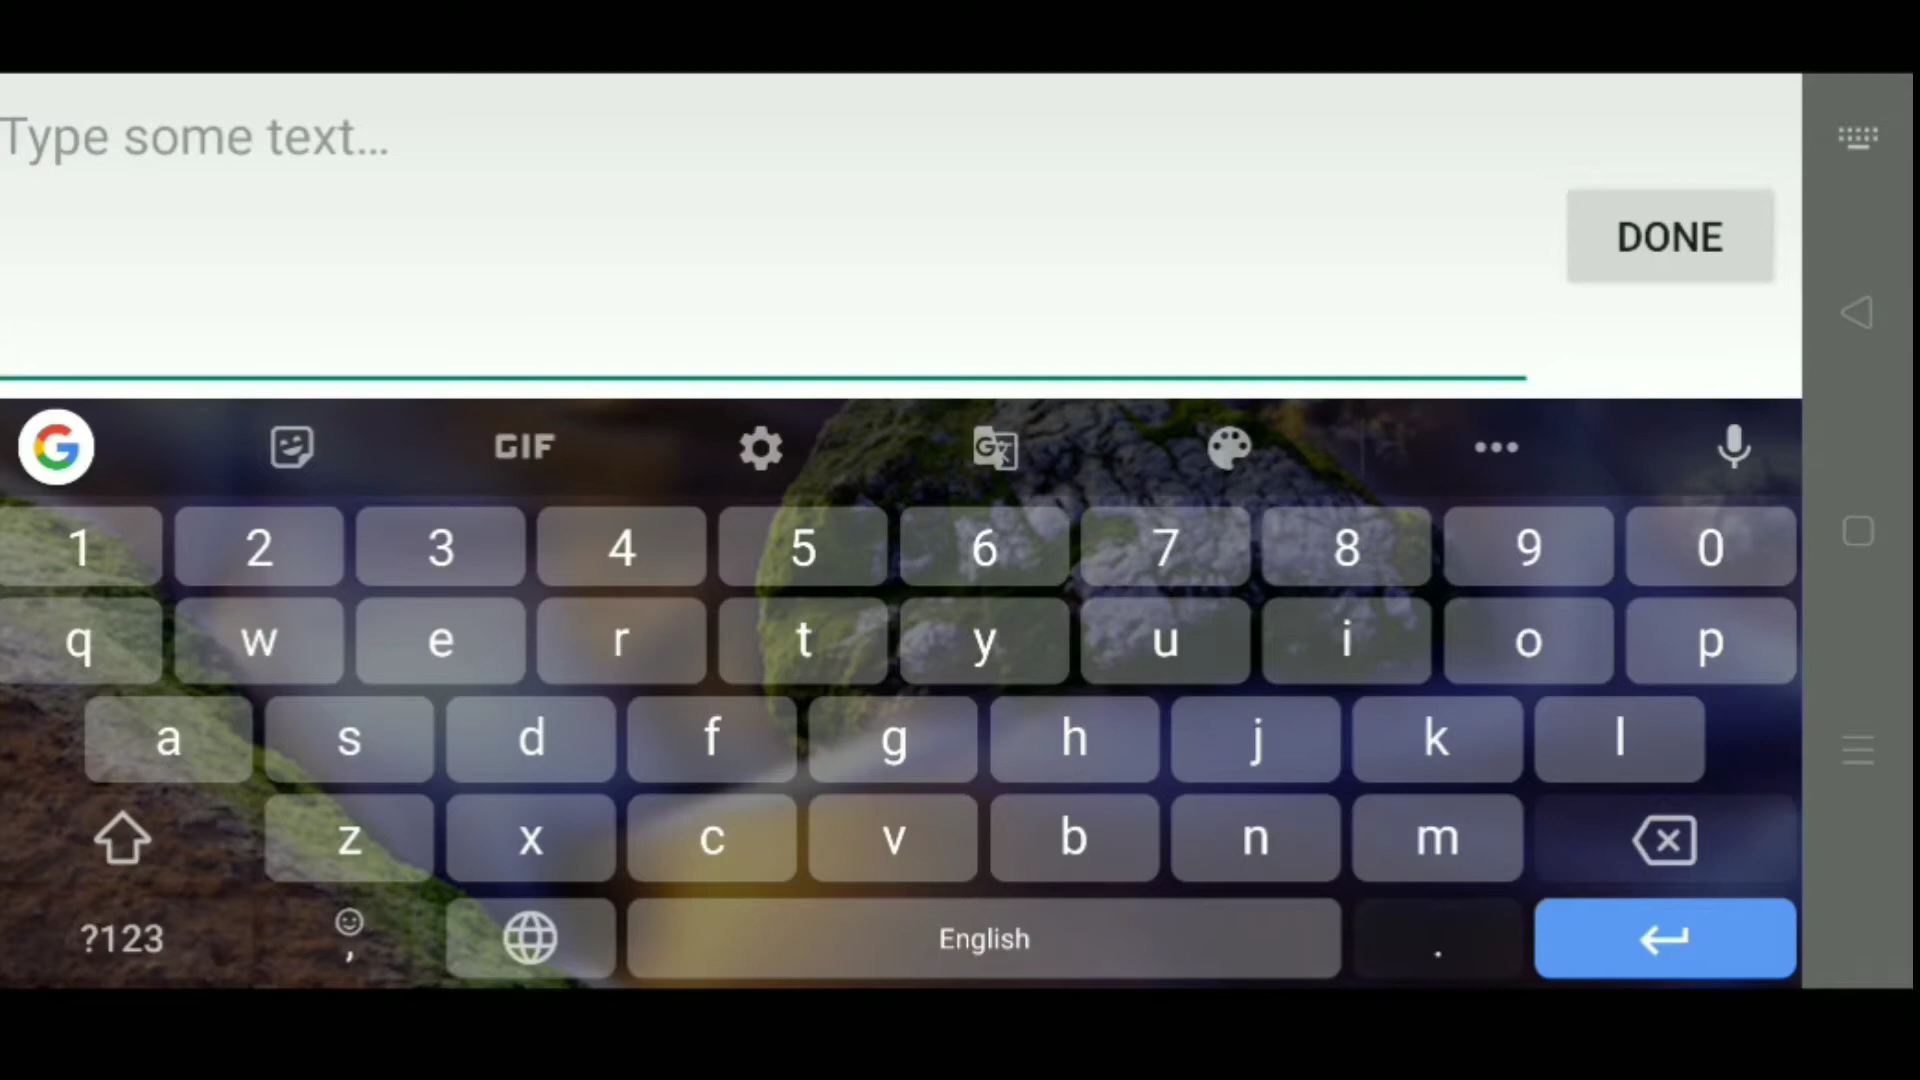 Type some text...
DONE
G GIF G
1 2 3 4 5 6 7 8 9 0
q w e r t y u i o p
a s d f g h j k l
z x c v b n m
?123 , English .